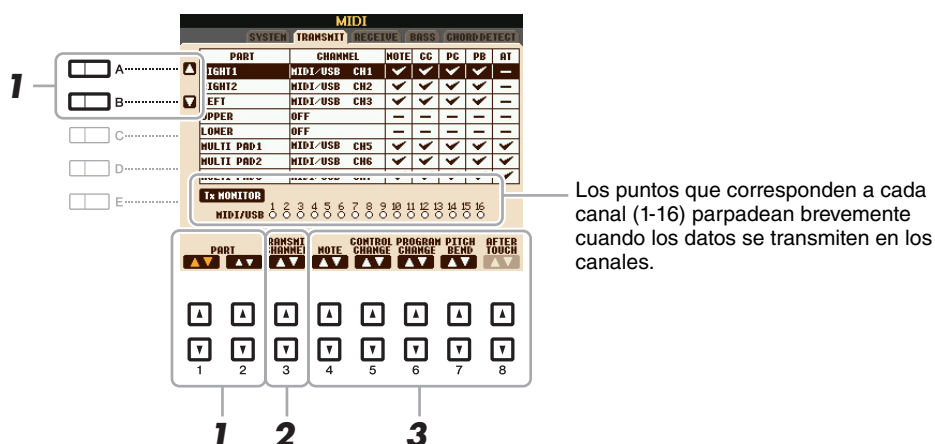 MIDI
SYSTEM TRANSMIT RECEIVE BASS CHORD DETECT
PART CHANNEL NOTE CC PC PB AT
IGHT1 MIDI/USB CH1 ✓ ✓ ✓ ✓ –
IGHT2 MIDI/USB CH2 ✓ ✓ ✓ ✓ –
EFT MIDI/USB CH3 ✓ ✓ ✓ ✓ –
UPPER OFF – – – – –
LOWER OFF – – – – –
MULTI PAD1 MIDI/USB CH5 ✓ ✓ ✓ ✓ ✓
MULTI PAD2 MIDI/USB CH6 ✓ ✓ ✓ ✓ ✓
1
A
B
C
D
E
Tx MONITOR
1 2 3 4 5 6 7 8 9 10 11 12 13 14 15 16
MIDI/USB
PART
TRANSMIT CHANNEL
NOTE
CONTROL CHANGE
PROGRAM CHANGE
PITCH BEND
AFTER TOUCH
1 2 3 4 5 6 7 8
1 2 3
Los puntos que corresponden a cada
canal (1-16) parpadean brevemente
cuando los datos se transmiten en los
canales.